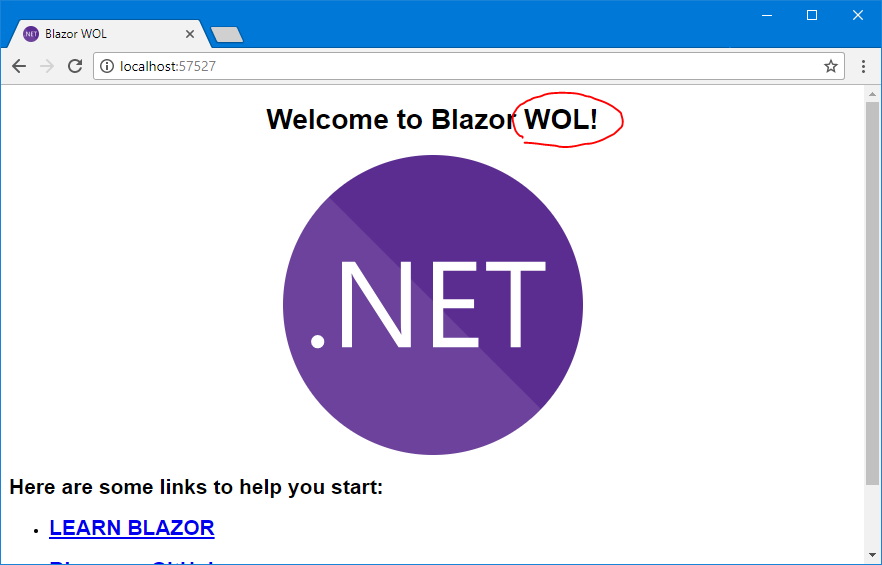 NET Blazor WOL
localhost:57527
Welcome to Blazor WOL!
.NET
Here are some links to help you start:
LEARN BLAZOR